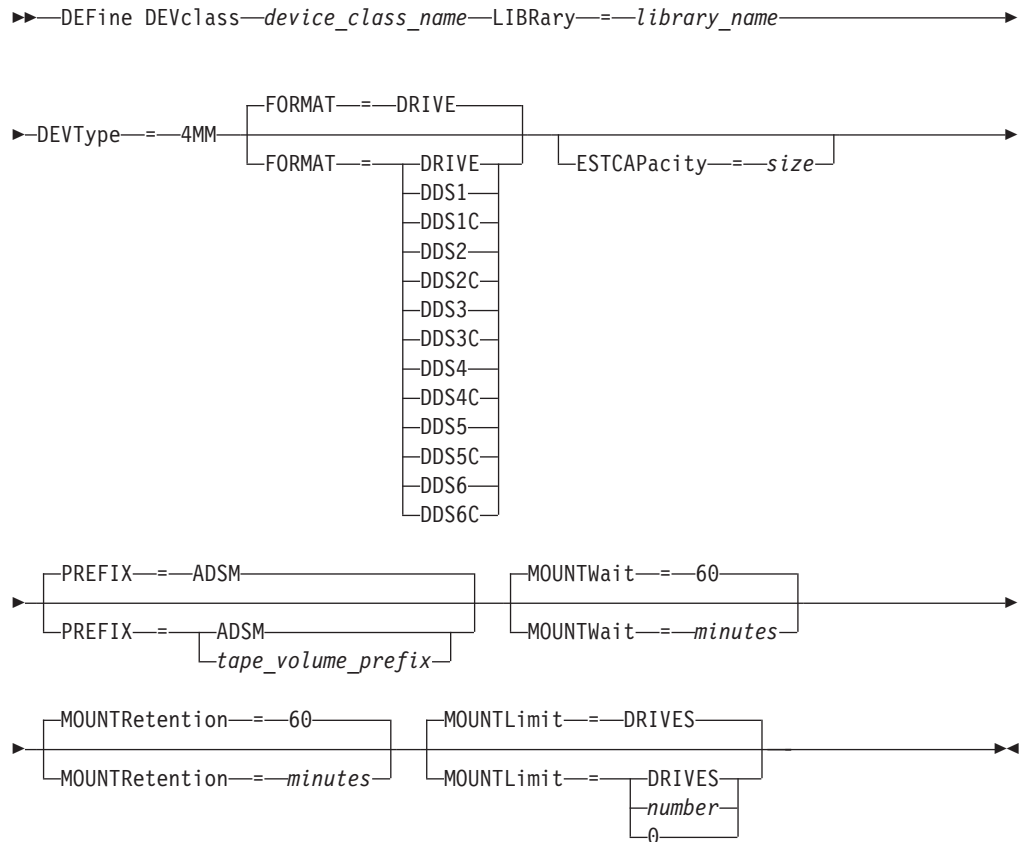 DEFine DEVclass device_class_name LIBRary = library_name
FORMAT = DRIVE
DEVType = 4MM
FORMAT = DRIVE
ESTCAPacity = size
DDS1
DDS1C
DDS2
DDS2C
DDS3
DDS3C
DDS4
DDS4C
DDS5
DDS5C
DDS6
DDS6C
PREFIX = ADSM MOUNTWait = 60
PREFIX = ADSM MOUNTWait = minutes
tape_volume_prefix
MOUNTRetention = 60 MOUNTLimit = DRIVES
MOUNTRetention = minutes MOUNTLimit = DRIVES
number
0